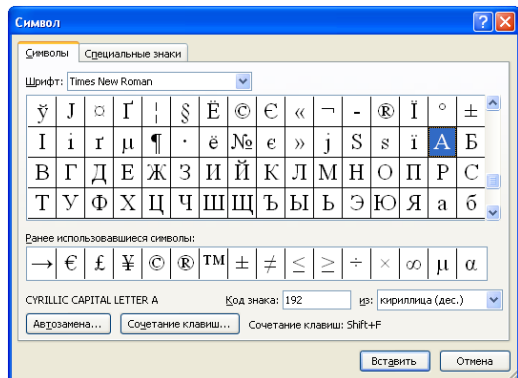 Символ
Символы Специальные знаки
Шрифт: Times New Roman
ў Ј ¤ Ґ ¦ § Ё © Є « ¬ - ® Ї ° ±
І і ґ µ ¶ · ё № є » ј Ѕ ѕ ї А Б
В Г Д Е Ж З И Й К Л М Н О П Р С
Т У Ф Х Ц Ч Ш Щ Ъ Ы Ь Э Ю Я а б
Ранее использовавшиеся символы:
→ € £ ¥ © ® ™ ± ≠ ≤ ≥ ÷ × ∞ µ α
CYRILLIC CAPITAL LETTER A Код знака: 192 из: кириллица (дес.)
Автозамена... Сочетание клавиш... Сочетание клавиш: Shift+F
Вставить Отмена